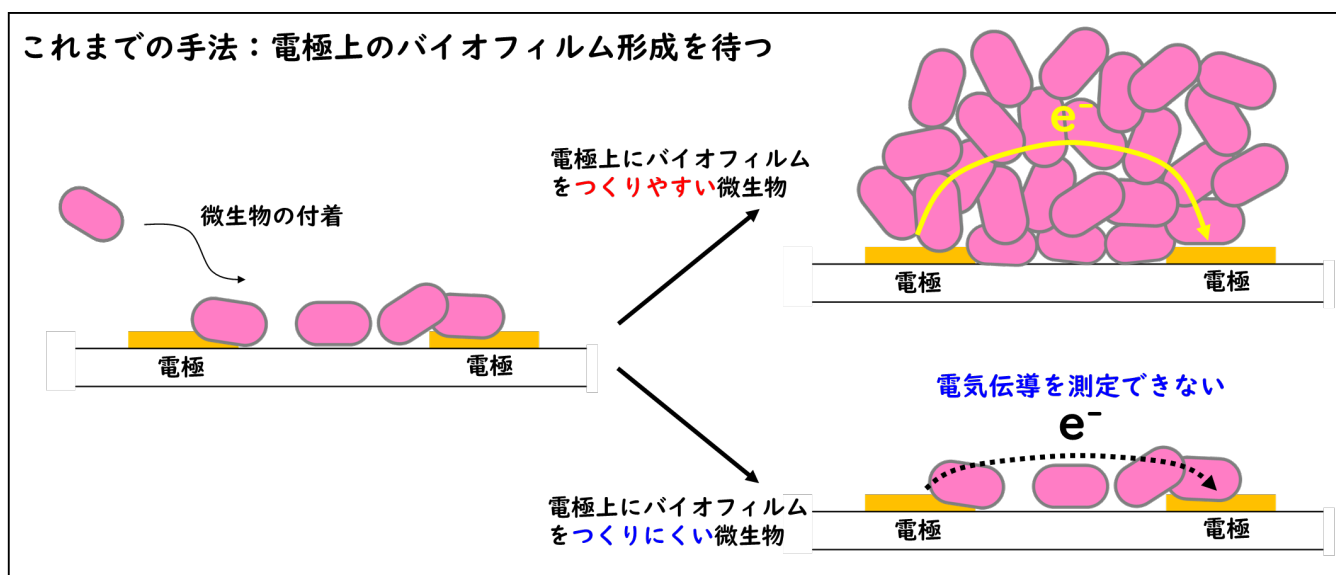 これまでの手法：電極上のバイオフィルム形成を待つ
微生物の付着
電極
電極
電極上にバイオフィルム
をつくりやすい微生物
e⁻
電極
電極
電極上にバイオフィルム
をつくりにくい微生物
電気伝導を測定できない
e⁻
電極
電極